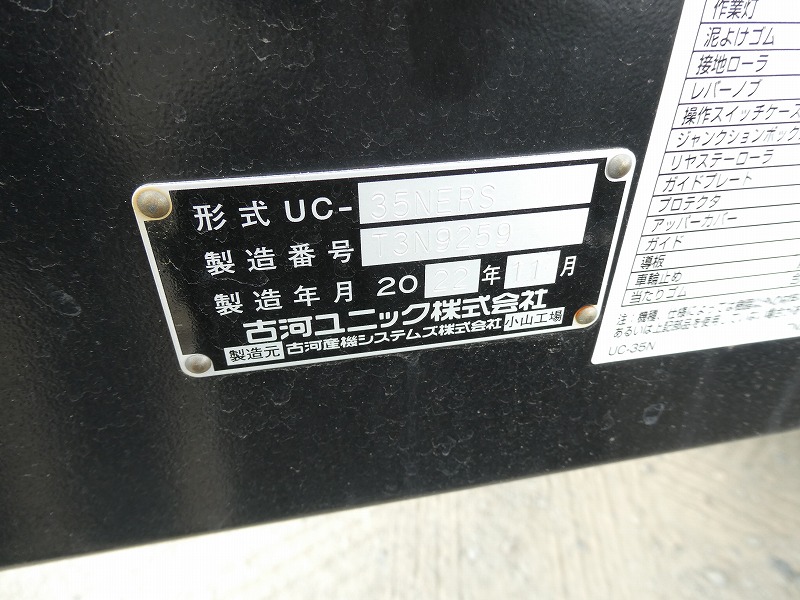 形式 UC-35NERS
製造番号 T3N9259
製造年月 2022年11月
古河ユニック株式会社
製造元 古河産機システムズ株式会社 小山工場
作業灯
泥よけゴム
接地ローラ
レバーノブ
操作スイッチケース
ジャンクションボック
リヤステーローラ
ガイドプレート
プロテクタ
アッパーカバー
ガイド
導板
車輪止め
当たりゴム
UC-35N